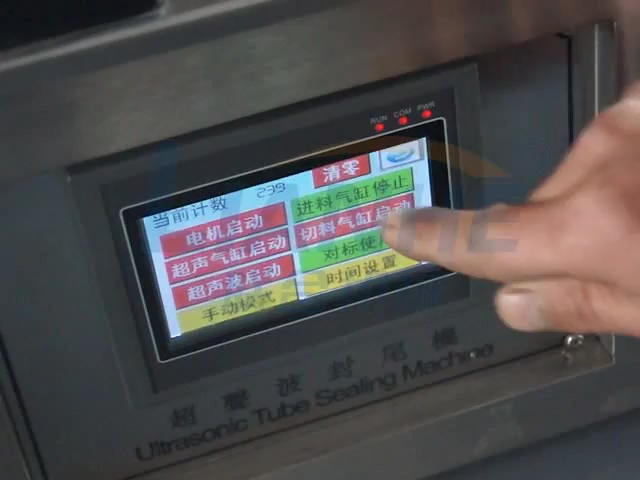 RUN COM PWR
当前计数 239 清零
电机启动 进料气缸停止
超声气缸启动 切料气缸启动
超声波启动 对标使
手动模式 时间设置
超聲波封尾機
Ultrasonic Tube Sealing Machine